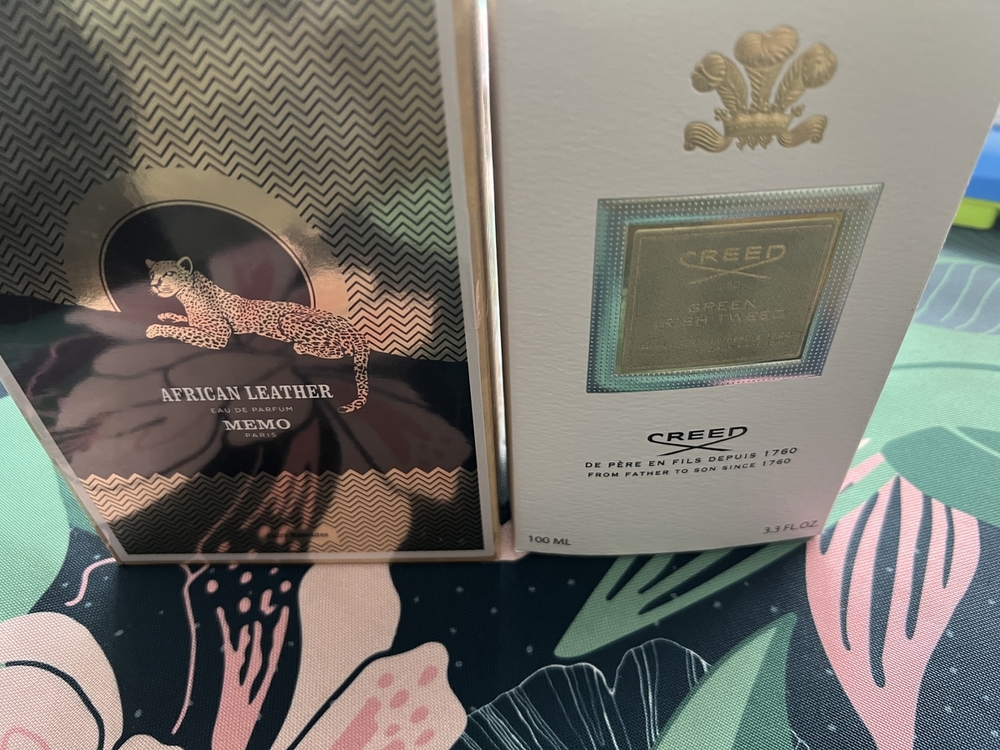 AFRICAN LEATHER
EAU DE PARFUM
MEMO
PARIS
CREED
GREEN
IRISH TWEED
CREED
DE PÈRE EN FILS DEPUIS 1760
FROM FATHER TO SON SINCE 1760
100 ML
3.3 FL.OZ